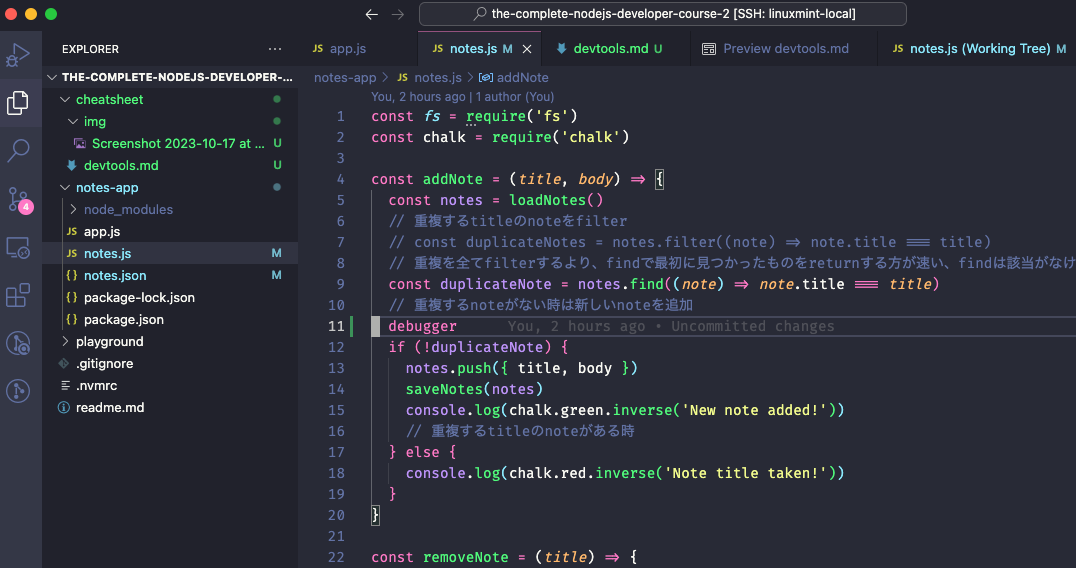 the-complete-nodejs-developer-course-2 [SSH: linuxmint-local]
EXPLORER
THE-COMPLETE-NODEJS-DEVELOPER-...
cheatsheet
img
Screenshot 2023-10-17 at ... U
devtools.md U
notes-app
node_modules
JS app.js
JS notes.js M
{} notes.json M
{} package-lock.json
{} package.json
playground
.gitignore
.nvmrc
readme.md
4
JS app.js
JS notes.js M
devtools.md U
Preview devtools.md
JS notes.js (Working Tree) M
notes-app > JS notes.js > addNote
You, 2 hours ago | 1 author (You)
1 const fs = require('fs')
2 const chalk = require('chalk')
3
4 const addNote = (title, body) => {
5 const notes = loadNotes()
6 // 重複するtitleのnoteをfilter
7 // const duplicateNotes = notes.filter((note) => note.title === title)
8 // 重複を全てfilterするより、findで最初に見つかったものをreturnする方が速い、findは該当がなけ
9 const duplicateNote = notes.find((note) => note.title === title)
10 // 重複するnoteがない時は新しいnoteを追加
11 debugger You, 2 hours ago • Uncommitted changes
12 if (!duplicateNote) {
13 notes.push({ title, body })
14 saveNotes(notes)
15 console.log(chalk.green.inverse('New note added!'))
16 // 重複するtitleのnoteがある時
17 } else {
18 console.log(chalk.red.inverse('Note title taken!'))
19 }
20 }
21
22 const removeNote = (title) => {